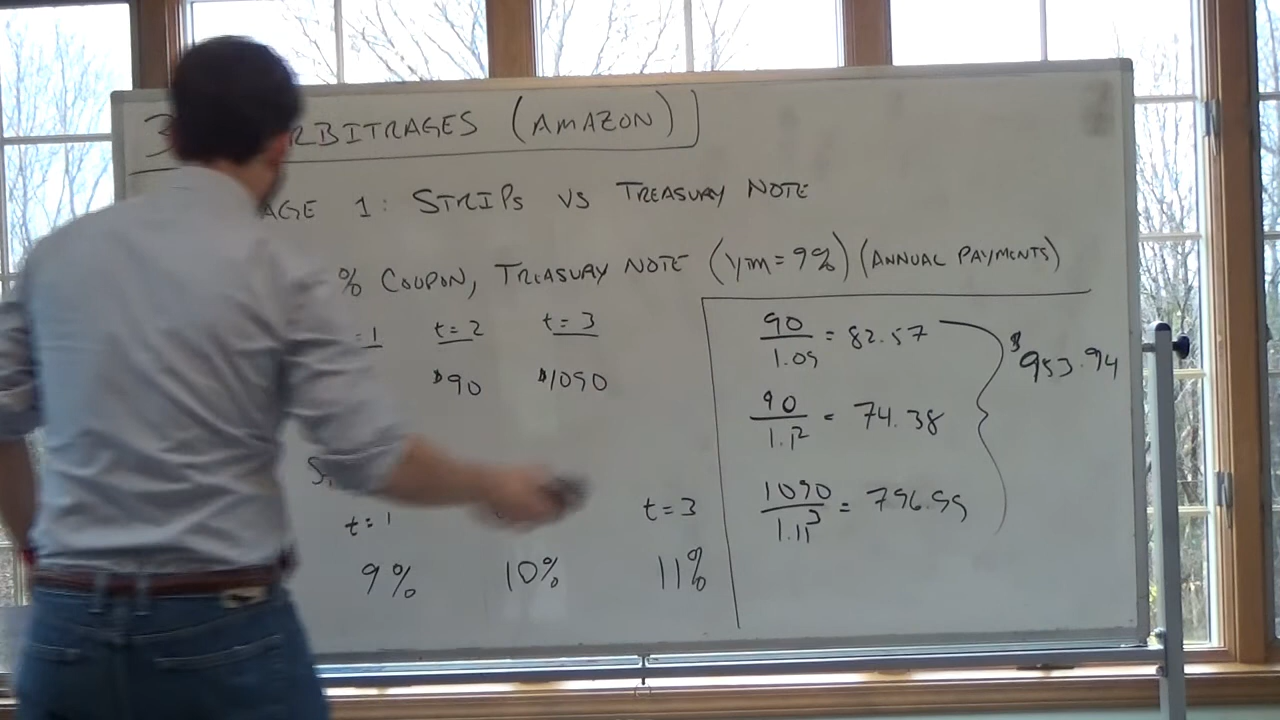 3 RBITRAGES (AMAZON)
AGE 1: STRIPS VS TREASURY NOTE
% COUPON, TREASURY NOTE (YTM = 9%) (ANNUAL PAYMENTS)
=1 t=2 t=3
$90 $1090
t=1 t=3
9% 10% 11%
90/1.09 = 82.57
90/1.1² = 74.38
1090/1.11³ = 796.99
$953.94